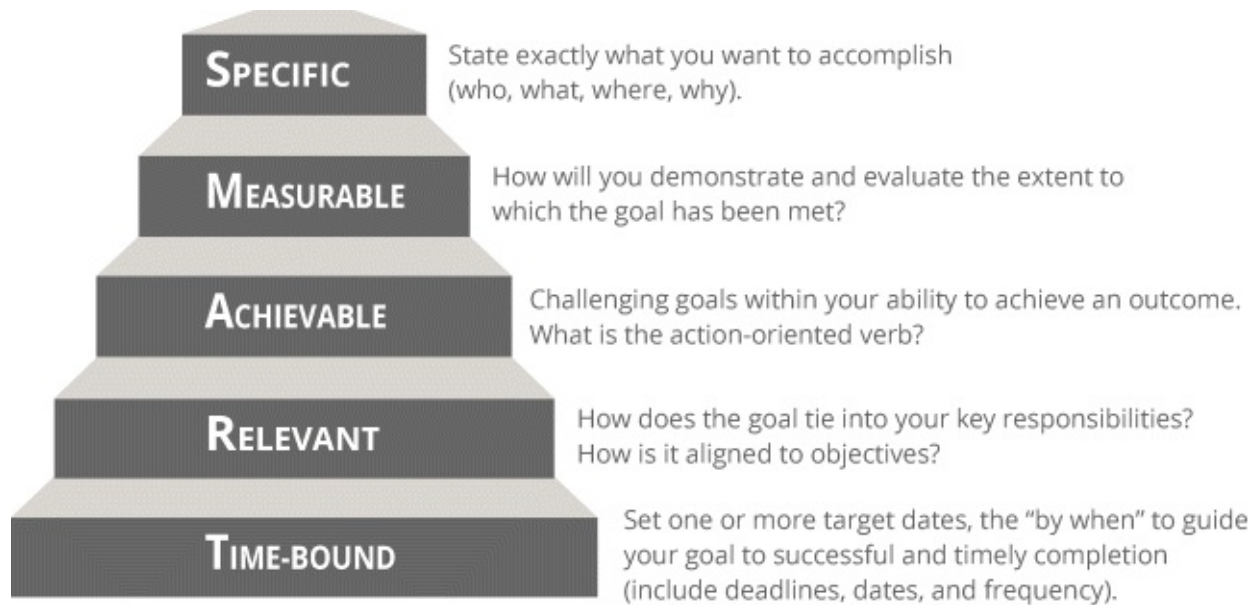 SPECIFIC
State exactly what you want to accomplish
(who, what, where, why).
MEASURABLE
How will you demonstrate and evaluate the extent to
which the goal has been met?
ACHIEVABLE
Challenging goals within your ability to achieve an outcome.
What is the action-oriented verb?
RELEVANT
How does the goal tie into your key responsibilities?
How is it aligned to objectives?
TIME-BOUND
Set one or more target dates, the “by when” to guide
your goal to successful and timely completion
(include deadlines, dates, and frequency).